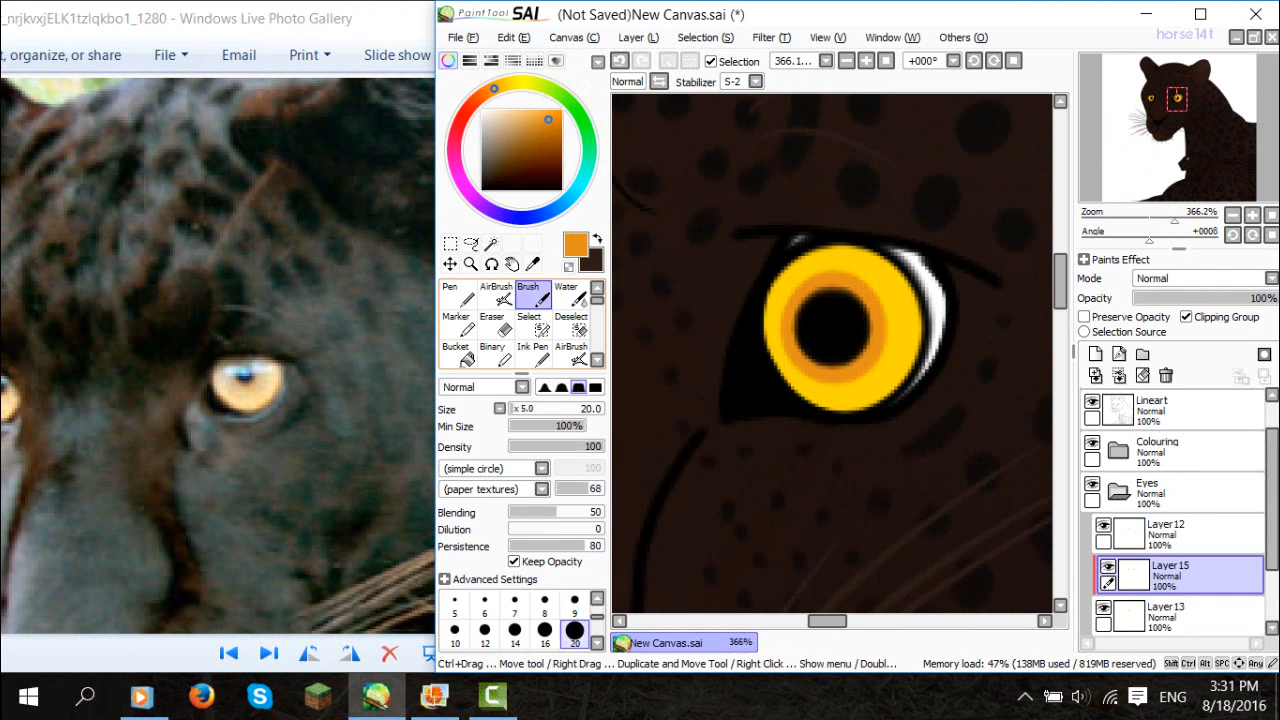 _nrjkvxjELK1tzlqkbo1_1280 - Windows Live Photo Gallery
t, organize, or share File Email Print Slide show
PaintTool SAI (Not Saved)New Canvas.sai (*)
File (F) Edit (E) Canvas (C) Layer (L) Selection (S) Filter (T) View (V) Window (W) Others (O)
horse14t
Selection 366.1... +000°
Normal Stabilizer S-2
Zoom 366.2%
Angle +000ß
Paints Effect
Mode Normal
Opacity 100%
Preserve Opacity Clipping Group
Selection Source
Pen AirBrush Brush Water
Marker Eraser Select Deselect
Bucket Binary Ink Pen AirBrush
Normal
Size x 5.0 20.0
Min Size 100%
Density 100
(simple circle) 100
(paper textures) 68
Blending 50
Dilution 0
Persistence 80
Keep Opacity
Advanced Settings
5 6 7 8 9
10 12 14 16 20
Lineart
Normal
100%
Colouring
Normal
100%
Eyes
Normal
100%
Layer12
Normal
100%
Layer15
Normal
100%
Layer13
Normal
100%
New Canvas.sai 366%
Ctrl+Drag ... Move tool / Right Drag ... Duplicate and Move Tool / Right Click ... Show menu / Doubl...
Memory load: 47% (138MB used / 819MB reserved)
Shift Ctrl Alt SPC Any
ENG
3:31 PM
8/18/2016